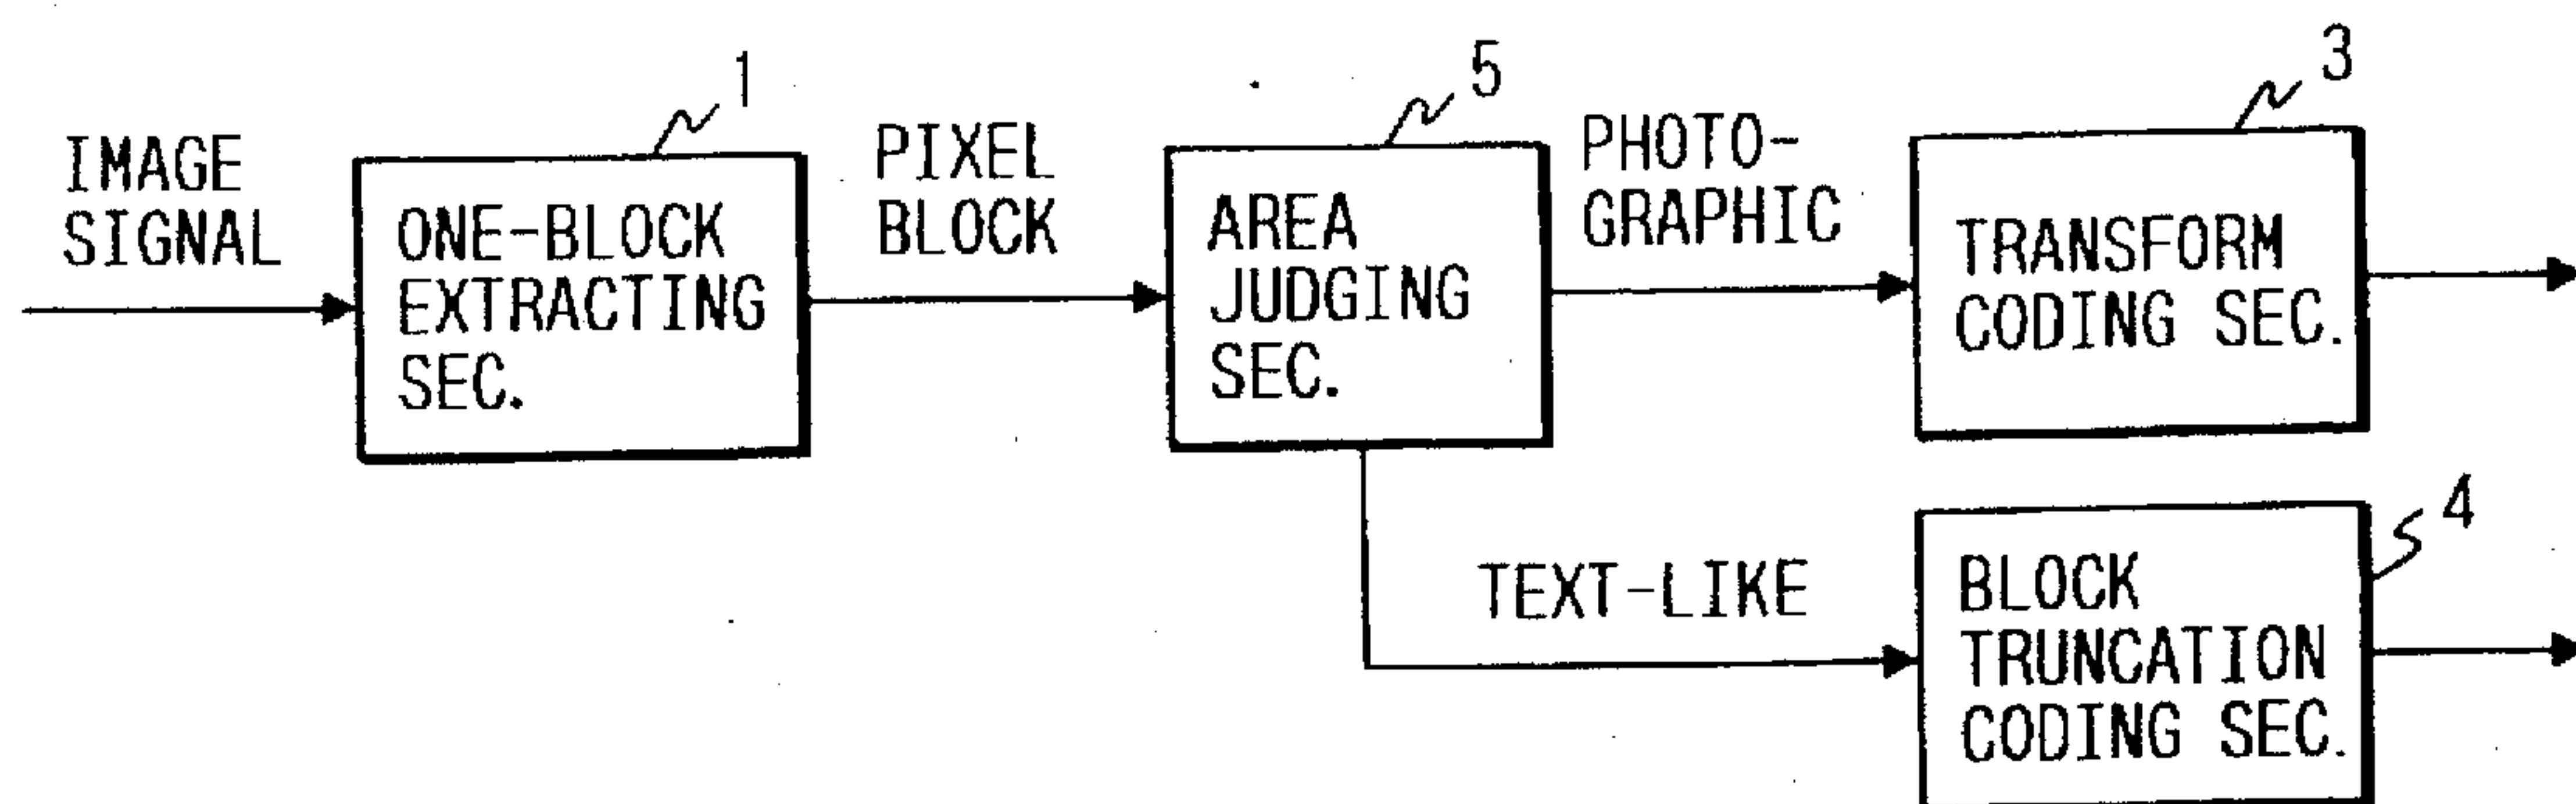 1
5
3
IMAGE
SIGNAL
ONE-BLOCK
EXTRACTING
SEC.
PIXEL
BLOCK
AREA
JUDGING
SEC.
PHOTO-
GRAPHIC
TRANSFORM
CODING SEC.
TEXT-LIKE
4
BLOCK
TRUNCATION
CODING SEC.